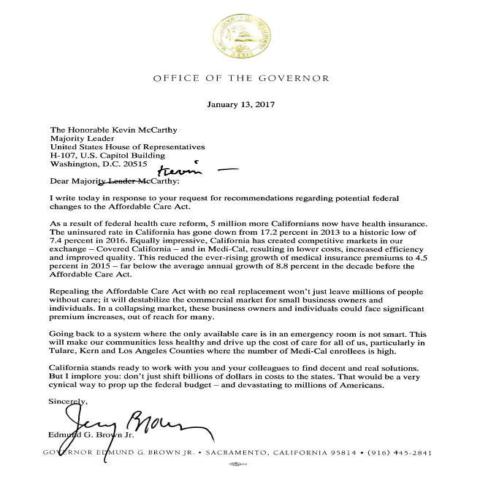 OFFICE OF THE GOVERNOR
January 13, 2017
The Honorable Kevin McCarthy
Majority Leader
United States House of Representatives
H-107, U.S. Capitol Building
Washington, D.C. 20515
Kevin —
Dear Majority Leader McCarthy:
I write today in response to your request for recommendations regarding potential federal
changes to the Affordable Care Act.
As a result of federal health care reform, 5 million more Californians now have health insurance.
The uninsured rate in California has gone down from 17.2 percent in 2013 to a historic low of
7.4 percent in 2016. Equally impressive, California has created competitive markets in our
exchange – Covered California – and in Medi-Cal, resulting in lower costs, increased efficiency
and improved quality. This reduced the ever-rising growth of medical insurance premiums to 4.5
percent in 2015 – far below the average annual growth of 8.8 percent in the decade before the
Affordable Care Act.
Repealing the Affordable Care Act with no real replacement won't just leave millions of people
without care; it will destabilize the commercial market for small business owners and
individuals. In a collapsing market, these business owners and individuals could face significant
premium increases, out of reach for many.
Going back to a system where the only available care is in an emergency room is not smart. This
will make our communities less healthy and drive up the cost of care for all of us, particularly in
Tulare, Kern and Los Angeles Counties where the number of Medi-Cal enrollees is high.
California stands ready to work with you and your colleagues to find decent and real solutions.
But I implore you: don't just shift billions of dollars in costs to the states. That would be a very
cynical way to prop up the federal budget – and devastating to millions of Americans.
Sincerely,
Jerry Brown
Edmund G. Brown Jr.
GOVERNOR EDMUND G. BROWN JR. • SACRAMENTO, CALIFORNIA 95814 • (916) 445-2841